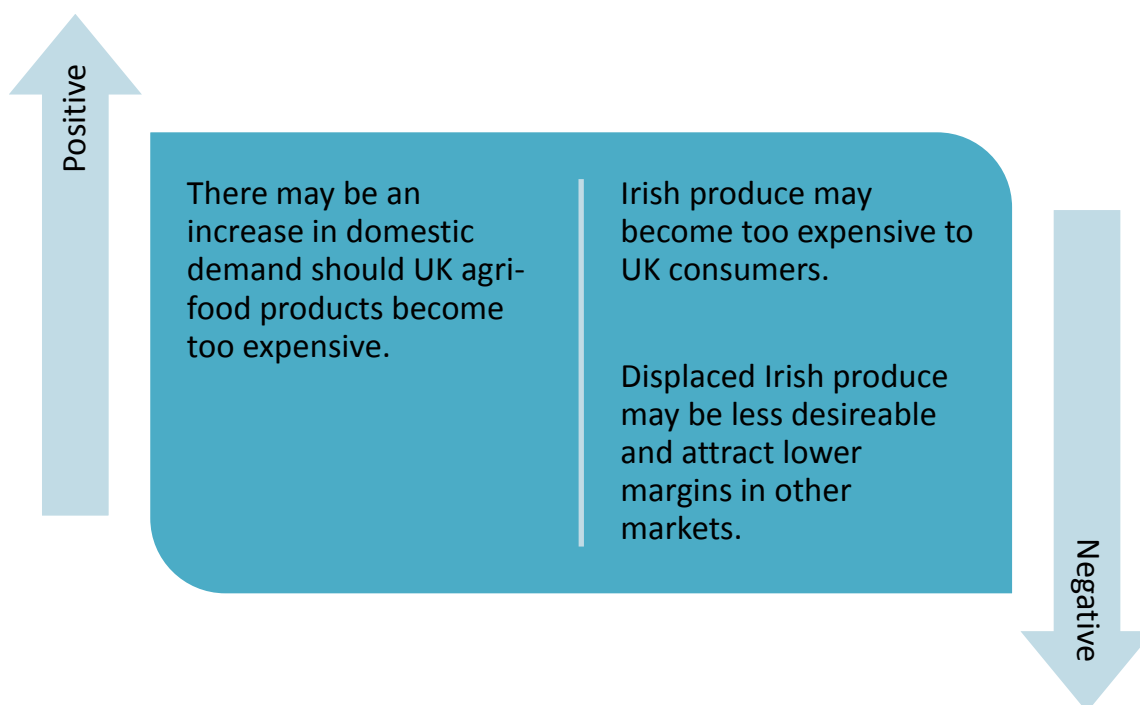 Positive
There may be an
increase in domestic
demand should UK agri-
food products become
too expensive.
Irish produce may
become too expensive to
UK consumers.
Displaced Irish produce
may be less desireable
and attract lower
margins in other
markets.
Negative